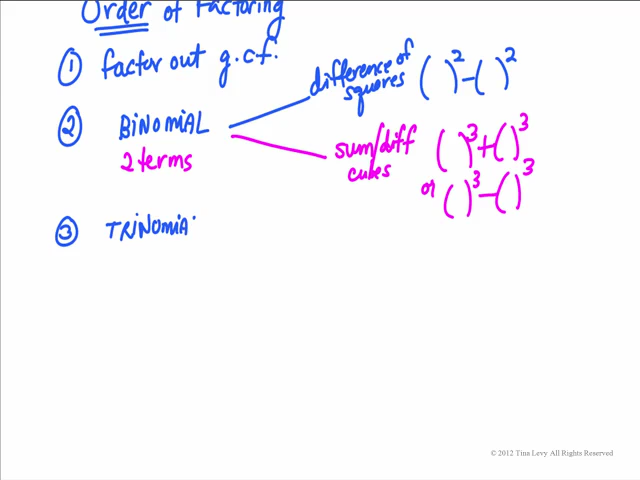 Order of Factoring
① factor out g.c.f.
② BINOMIAL
2 terms
difference of
squares
( )² - ( )²
sum/diff
cubes
( )³ + ( )³
or ( )³ - ( )³
③ TRINOMIA
© 2012 Tina Levy All Rights Reserved